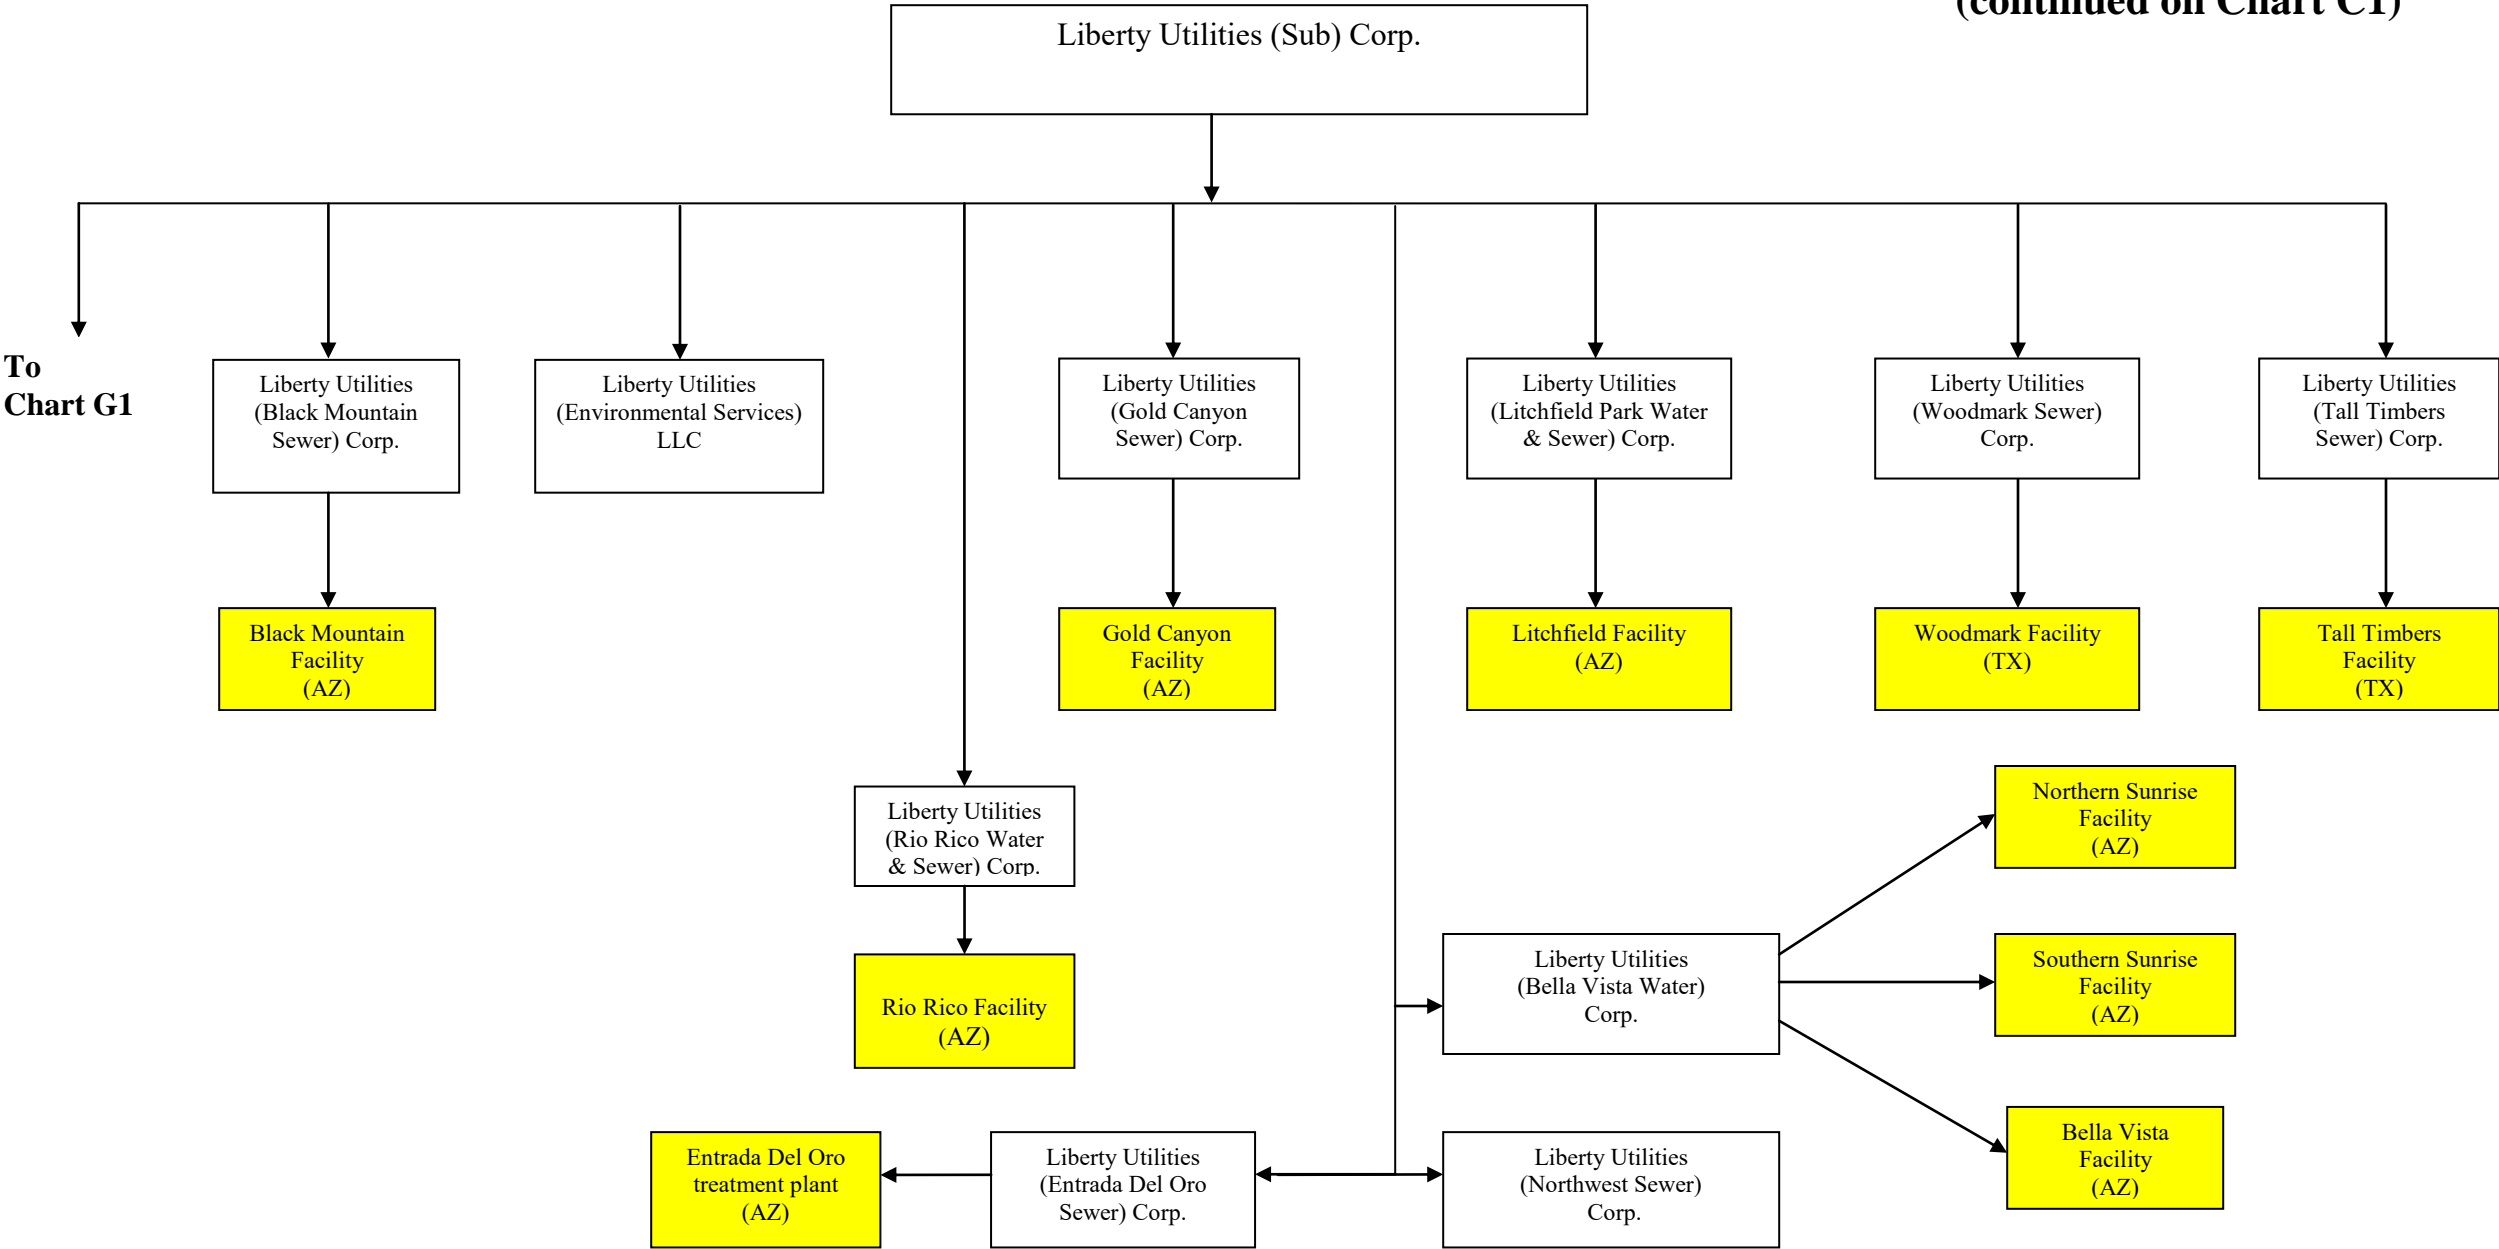 (continued on Chart C1)
Liberty Utilities (Sub) Corp.
To
Chart G1
Liberty Utilities
(Black Mountain
Sewer) Corp.
Liberty Utilities
(Environmental Services)
LLC
Liberty Utilities
(Gold Canyon
Sewer) Corp.
Liberty Utilities
(Litchfield Park Water
& Sewer) Corp.
Liberty Utilities
(Woodmark Sewer)
Corp.
Liberty Utilities
(Tall Timbers
Sewer) Corp.
Black Mountain
Facility
(AZ)
Gold Canyon
Facility
(AZ)
Litchfield Facility
(AZ)
Woodmark Facility
(TX)
Tall Timbers
Facility
(TX)
Liberty Utilities
(Rio Rico Water
& Sewer) Corp.
Northern Sunrise
Facility
(AZ)
Rio Rico Facility
(AZ)
Liberty Utilities
(Bella Vista Water)
Corp.
Southern Sunrise
Facility
(AZ)
Bella Vista
Facility
(AZ)
Entrada Del Oro
treatment plant
(AZ)
Liberty Utilities
(Entrada Del Oro
Sewer) Corp.
Liberty Utilities
(Northwest Sewer)
Corp.